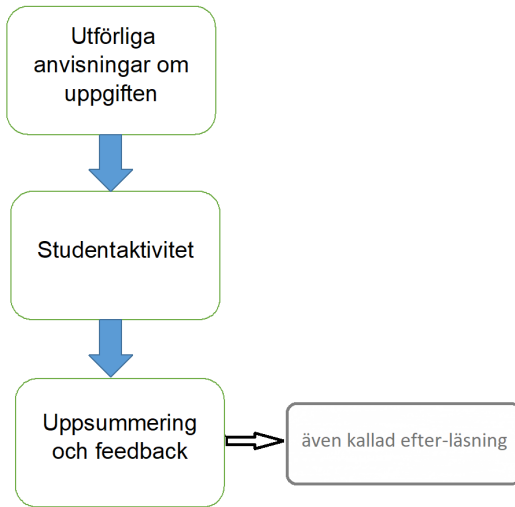 Utförliga
anvisningar om
uppgiften
Studentaktivitet
Uppsummering
och feedback
även kallad efter-läsning